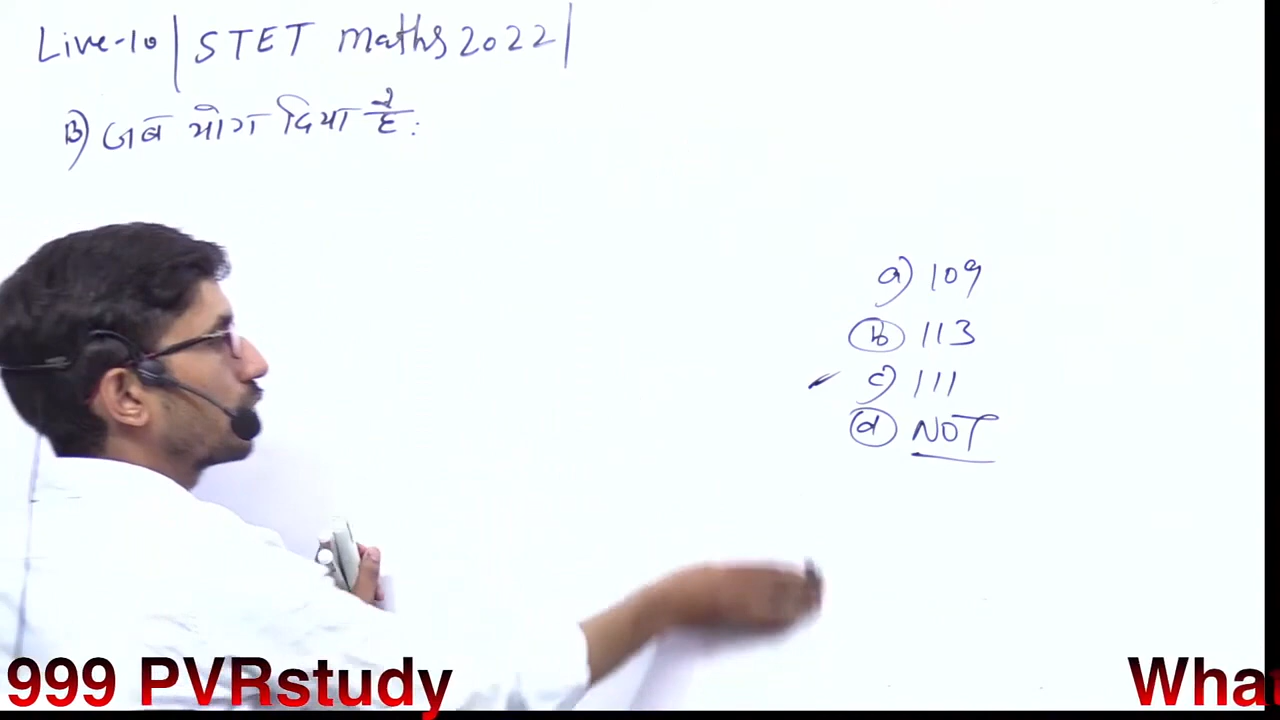 Live-10 | STET maths 2022 |
B) जब योग दिया है :
a) 109
b) 113
c) 111
d) NOT
999 PVRstudy
Wha